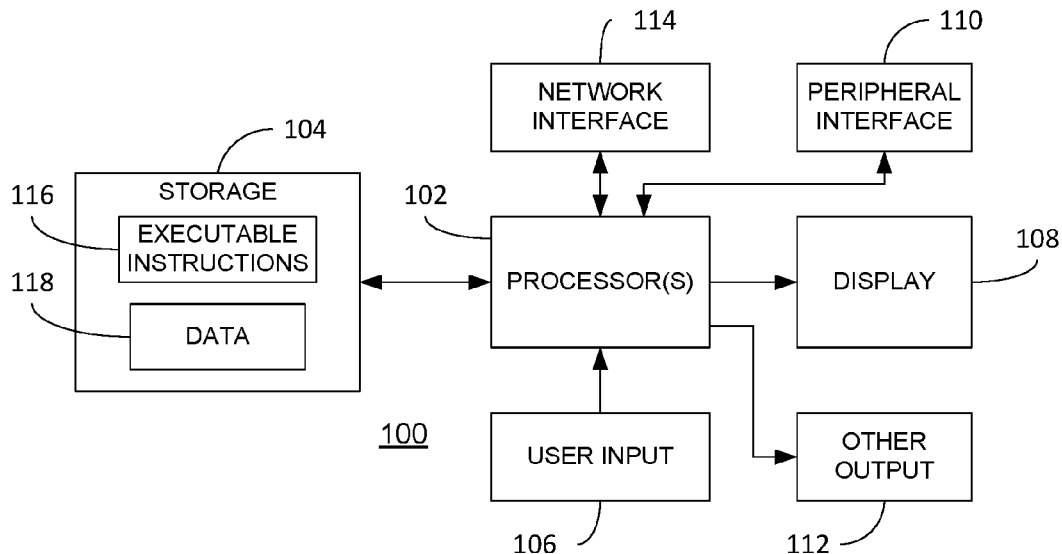 114
110
NETWORK
INTERFACE
PERIPHERAL
INTERFACE
104
STORAGE
116
EXECUTABLE
INSTRUCTIONS
118
DATA
102
PROCESSOR(S)
DISPLAY
108
100
USER INPUT
106
OTHER
OUTPUT
112